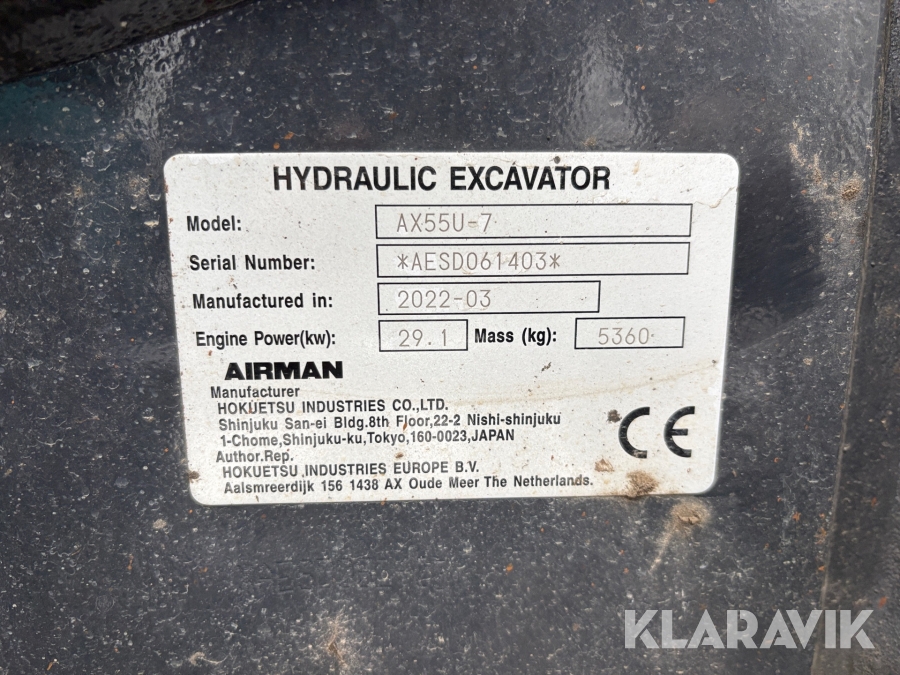 HYDRAULIC EXCAVATOR
Model: AX55U-7
Serial Number: *AESD061403*
Manufactured in: 2022-03
Engine Power(kw): 29.1 Mass (kg): 5360
AIRMAN
Manufacturer
HOKUETSU INDUSTRIES CO.,LTD.
Shinjuku San-ei Bldg.8th Floor,22-2 Nishi-shinjuku
1-Chome,Shinjuku-ku,Tokyo,160-0023,JAPAN
Author.Rep.
HOKUETSU INDUSTRIES EUROPE B.V.
Aalsmeerdijk 156 1438 AX Oude Meer The Netherlands.
CE
KLARAVIK